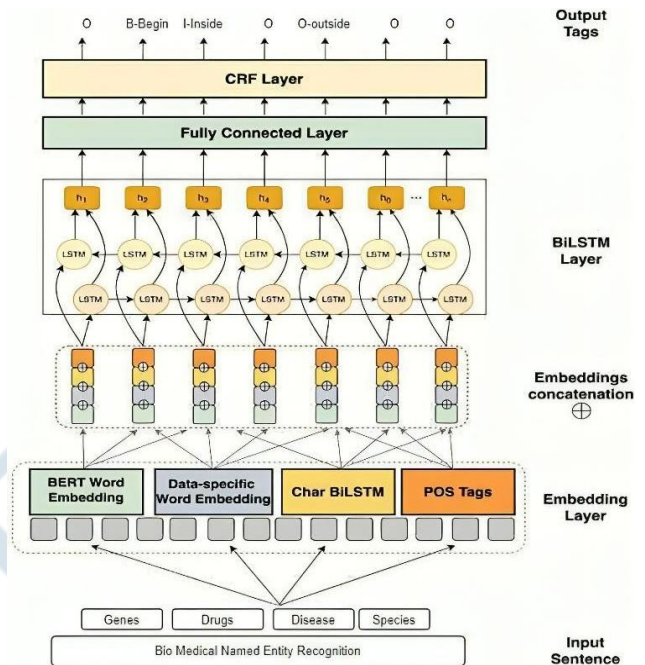 O B-Begin I-Inside O O-outside O O
Output
Tags
CRF Layer
Fully Connected Layer
h1 h2 h3 h4 h5 h6 ... hn
LSTM LSTM LSTM LSTM LSTM LSTM LSTM
LSTM LSTM LSTM LSTM LSTM LSTM LSTM
BiLSTM
Layer
Embeddings
concatenation
⊕
BERT Word
Embedding
Data-specific
Word Embedding
Char BiLSTM
POS Tags
Embedding
Layer
Genes Drugs Disease Species
Bio Medical Named Entity Recognition
Input
Sentence